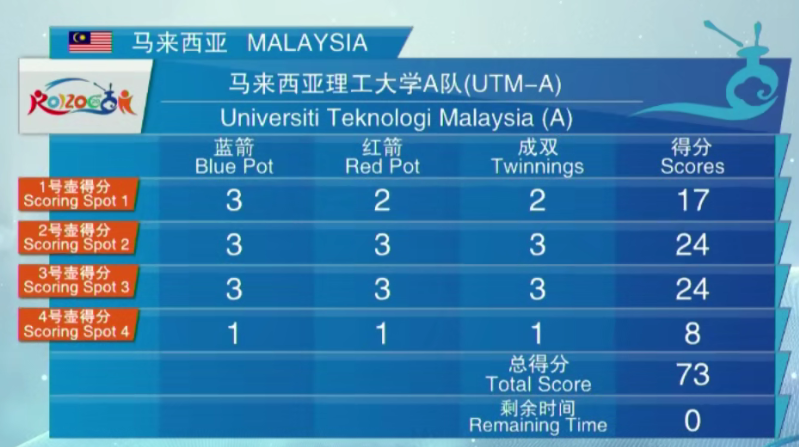 马来西亚 MALAYSIA
ROBOCON
马来西亚理工大学A队(UTM-A)
Universiti Teknologi Malaysia (A)
蓝箭 红箭 成双 得分
Blue Pot Red Pot Twinnings Scores
1号壶得分
Scoring Spot 1 3 2 2 17
2号壶得分
Scoring Spot 2 3 3 3 24
3号壶得分
Scoring Spot 3 3 3 3 24
4号壶得分
Scoring Spot 4 1 1 1 8
总得分
Total Score 73
剩余时间
Remaining Time 0